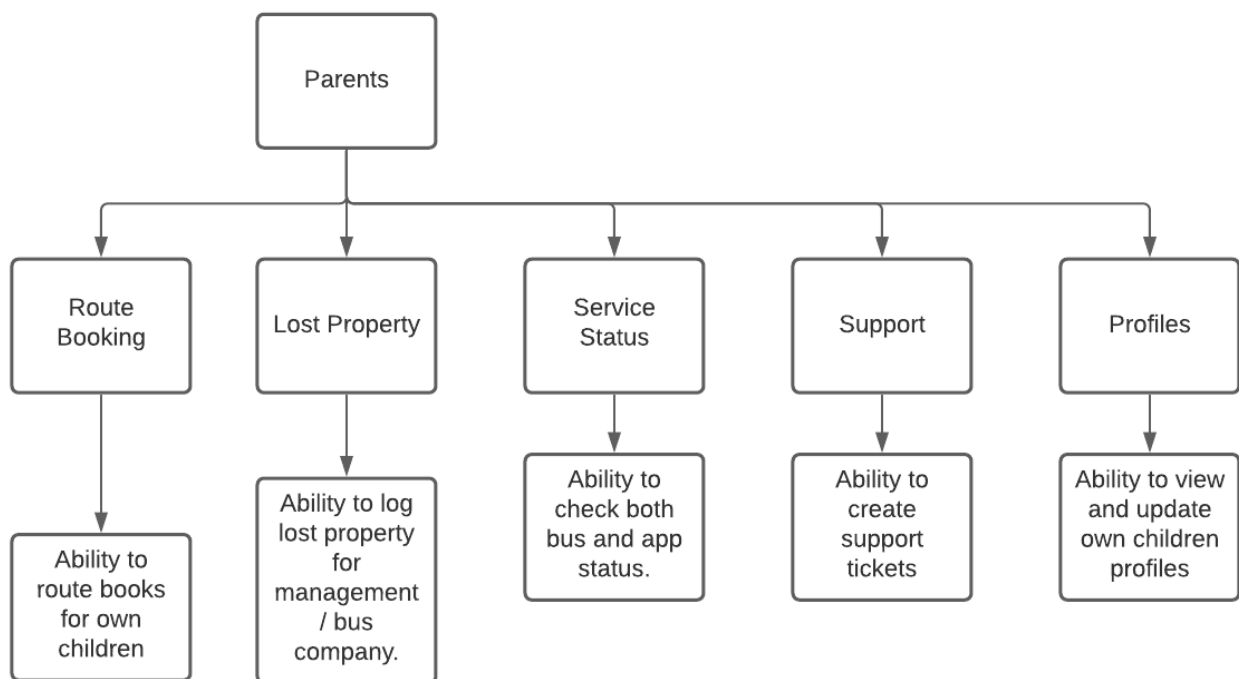 Parents
Route
Booking
Lost Property
Service
Status
Support
Profiles
Ability to
route books
for own
children
Ability to log
lost property
for
management
/ bus
company.
Ability to
check both
bus and app
status.
Ability to
create
support
tickets
Ability to view
and update
own children
profiles